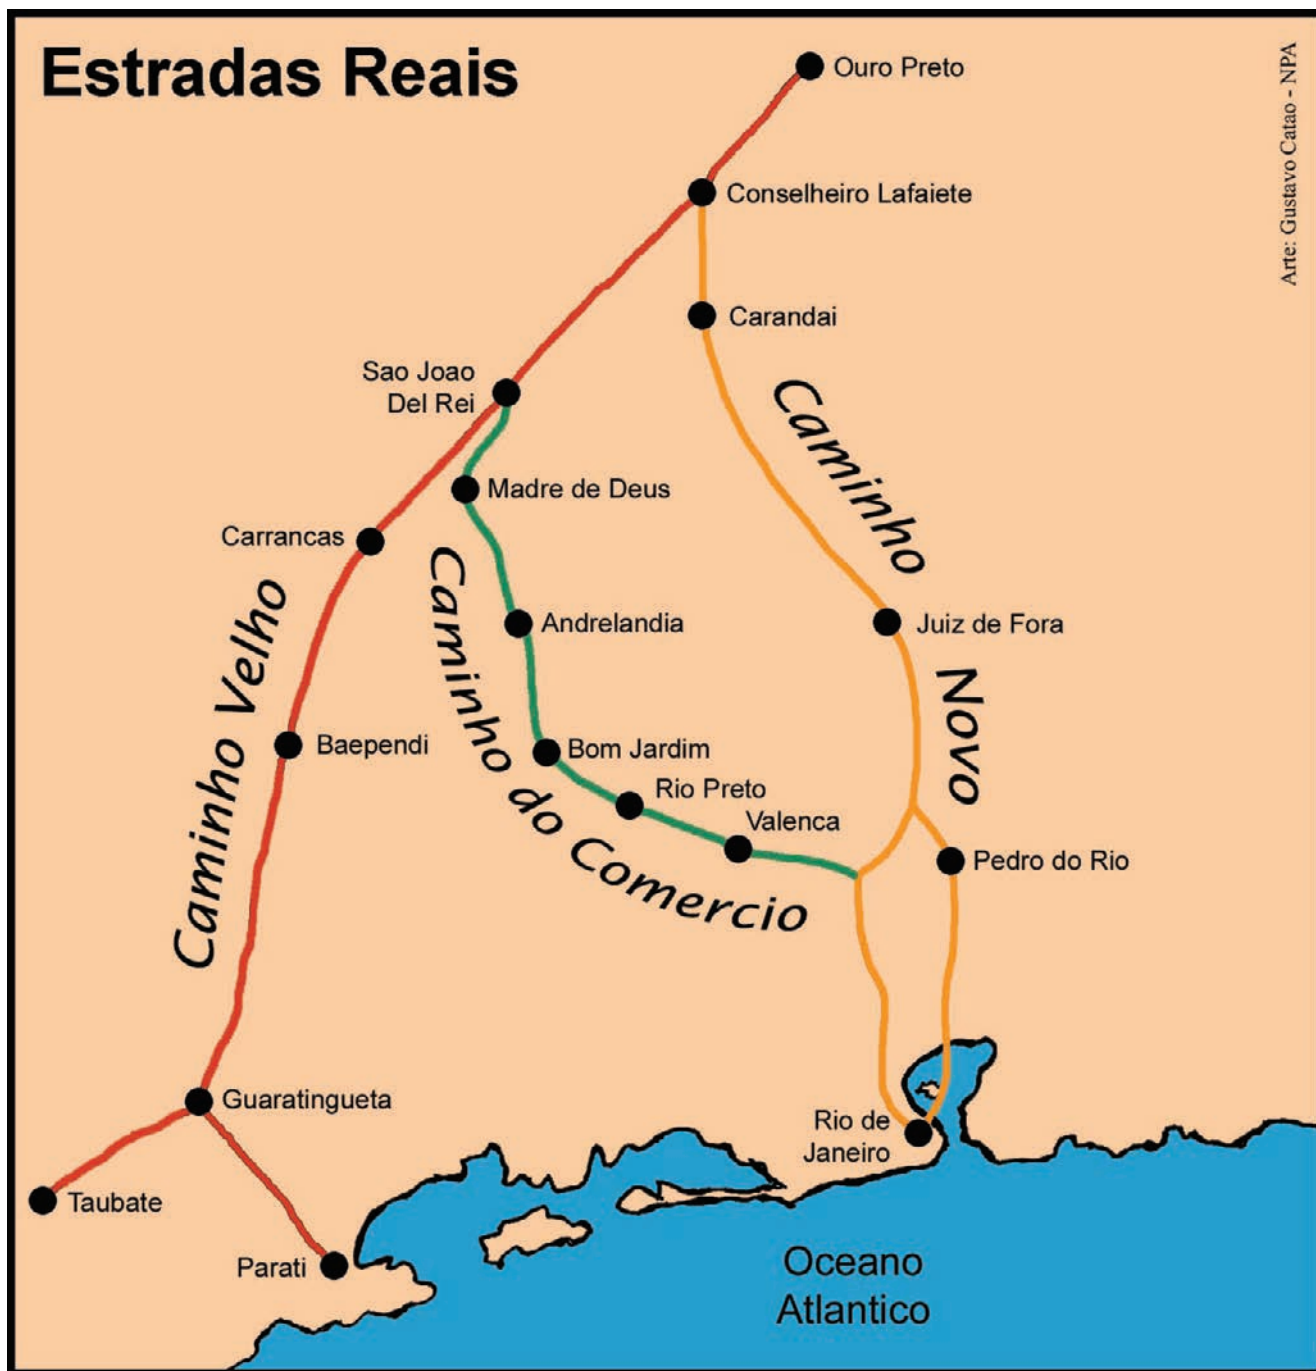 Estradas Reais
Arte: Gustavo Catao - NPA
Ouro Preto
Conselheiro Lafaiete
Carandai
Sao Joao
Del Rei
Caminho
Madre de Deus
Carrancas
Andrelandia
Juiz de Fora
Caminho Velho
Caminho do Comercio
Novo
Baependi
Bom Jardim
Rio Preto
Valenca
Pedro do Rio
Guaratingueta
Rio de
Janeiro
Taubate
Parati
Oceano
Atlantico